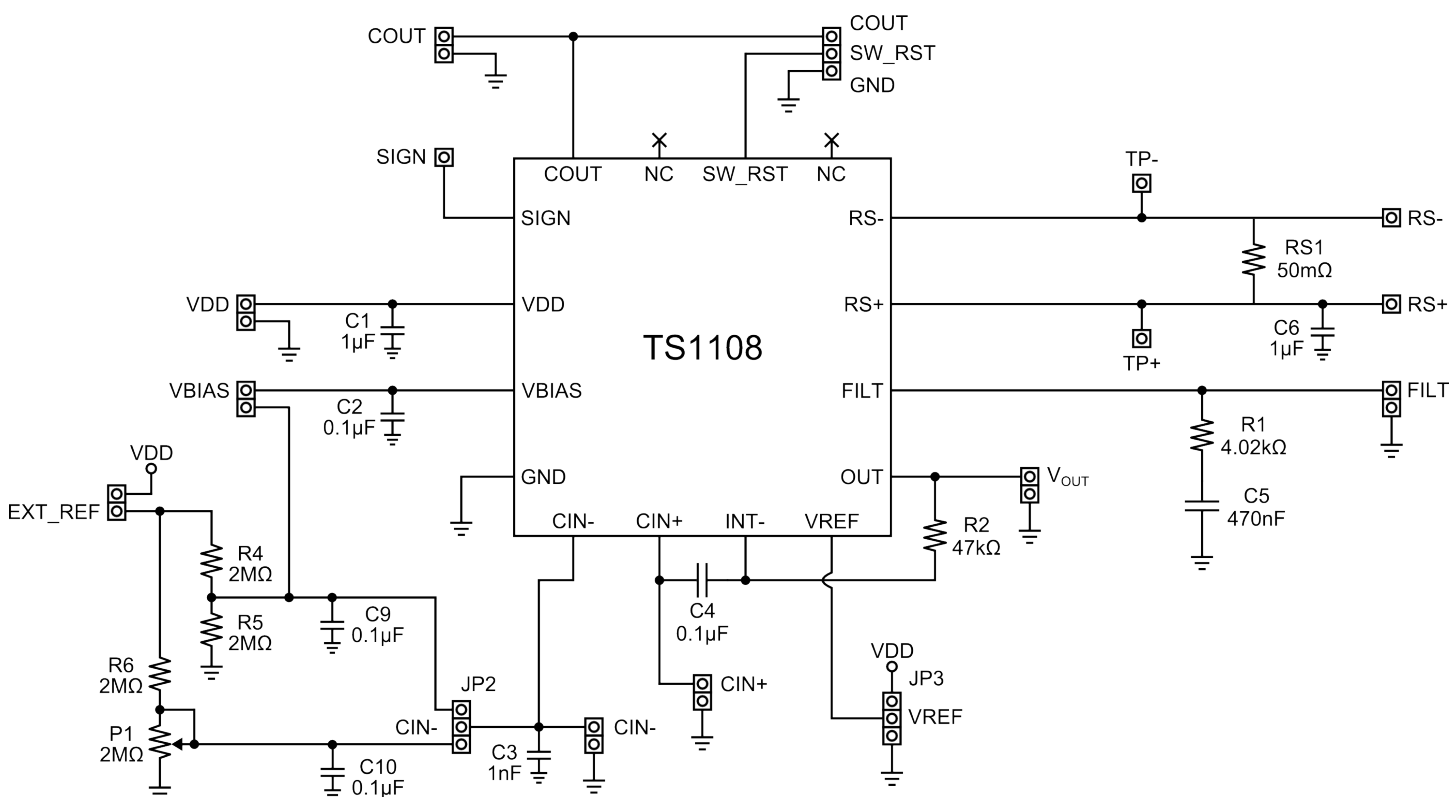 COUT
COUT
SW_RST
GND
SIGN
COUT
NC
SW_RST
NC
TP-
SIGN
RS-
RS-
RS1
50mΩ
VDD
VDD
RS+
RS+
C1
1µF
TS1108
C6
1µF
TP+
VBIAS
VBIAS
FILT
FILT
C2
0.1µF
R1
4.02kΩ
VDD
GND
OUT
VOUT
C5
470nF
EXT_REF
CIN-
CIN+
INT-
VREF
R2
47kΩ
R4
2MΩ
C9
0.1µF
C4
0.1µF
R5
2MΩ
R6
2MΩ
JP2
CIN+
VDD
JP3
VREF
P1
2MΩ
CIN-
CIN-
C3
1nF
C10
0.1µF